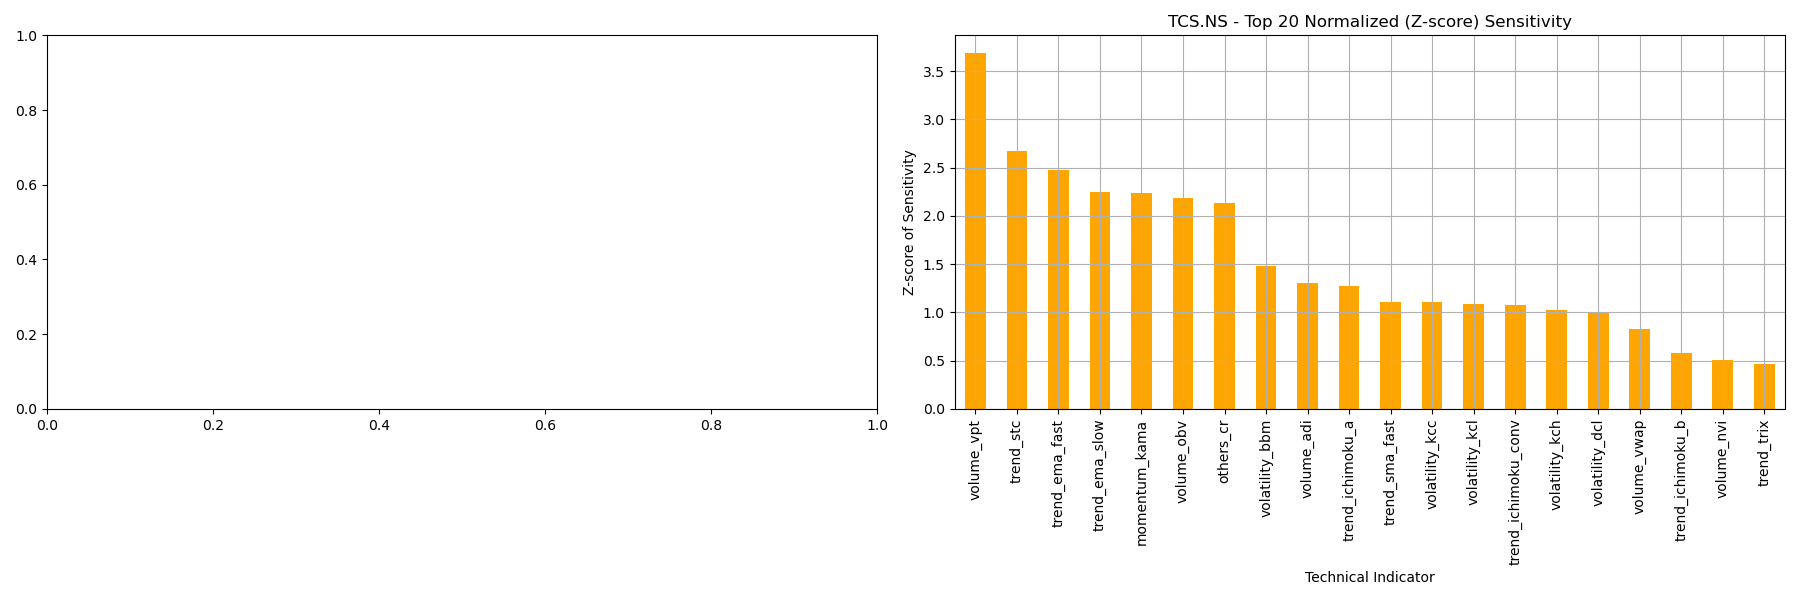 1.0
0.8
0.6
0.4
0.2
0.0
0.0 0.2 0.4 0.6 0.8 1.0
TCS.NS - Top 20 Normalized (Z-score) Sensitivity
Z-score of Sensitivity
3.5
3.0
2.5
2.0
1.5
1.0
0.5
0.0
volume_vpt
trend_stc
trend_ema_fast
trend_ema_slow
momentum_kama
volume_obv
others_cr
volatility_bbm
volume_adi
trend_ichimoku_a
trend_sma_fast
volatility_kcc
volatility_kcl
trend_ichimoku_conv
volatility_kch
volatility_dcl
volume_vwap
trend_ichimoku_b
volume_nvi
trend_trix
Technical Indicator